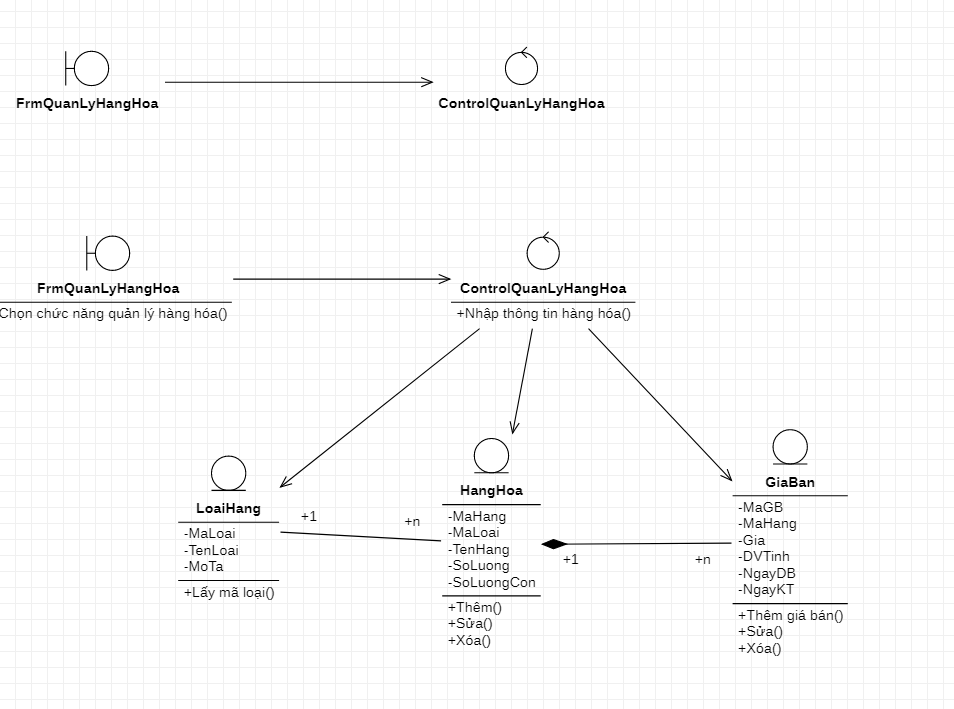 FrmQuanLyHangHoa
ControlQuanLyHangHoa
FrmQuanLyHangHoa
Chọn chức năng quản lý hàng hóa()
ControlQuanLyHangHoa
+Nhập thông tin hàng hóa()
LoaiHang
-MaLoai
-TenLoai
-MoTa
+Lấy mã loại()
+1
+n
HangHoa
-MaHang
-MaLoai
-TenHang
-SoLuong
-SoLuongCon
+Thêm()
+Sửa()
+Xóa()
+1
+n
GiaBan
-MaGB
-MaHang
-Gia
-DVTinh
-NgayDB
-NgayKT
+Thêm giá bán()
+Sửa()
+Xóa()